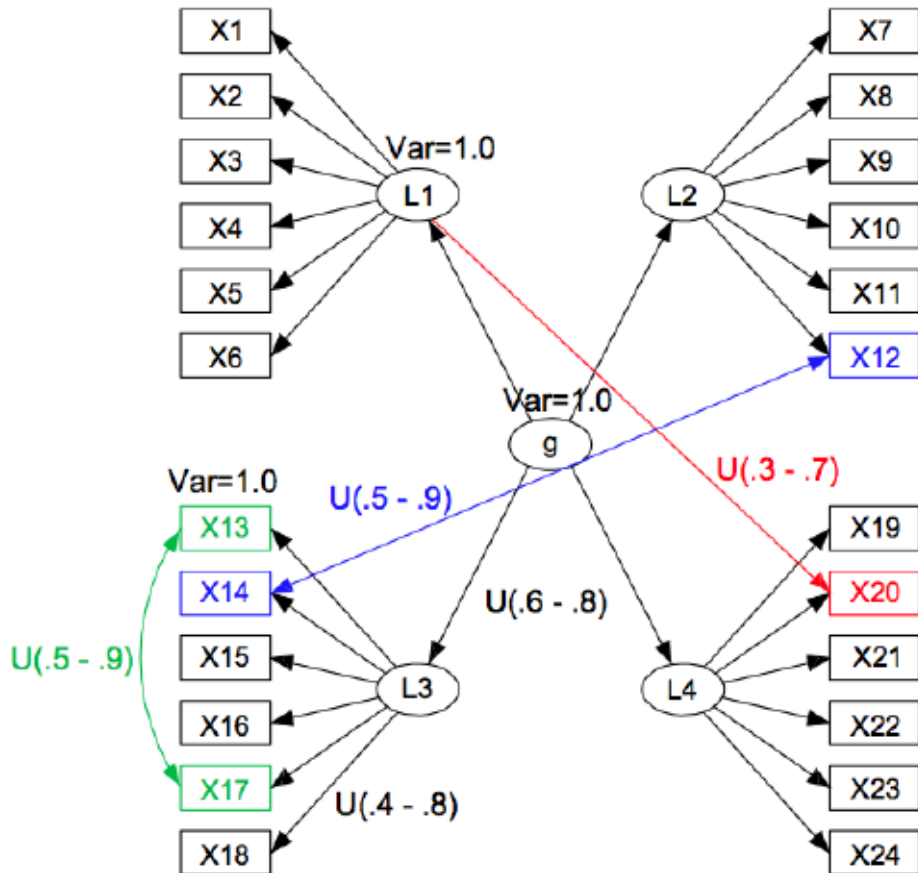 X1
X2
X3
X4
X5
X6
Var=1.0
L1
L2
X7
X8
X9
X10
X11
X12
Var=1.0
g
U(.5 - .9)
U(.3 - .7)
U(.6 - .8)
Var=1.0
X13
X14
X15
X16
X17
X18
U(.5 - .9)
L3
U(.4 - .8)
L4
X19
X20
X21
X22
X23
X24